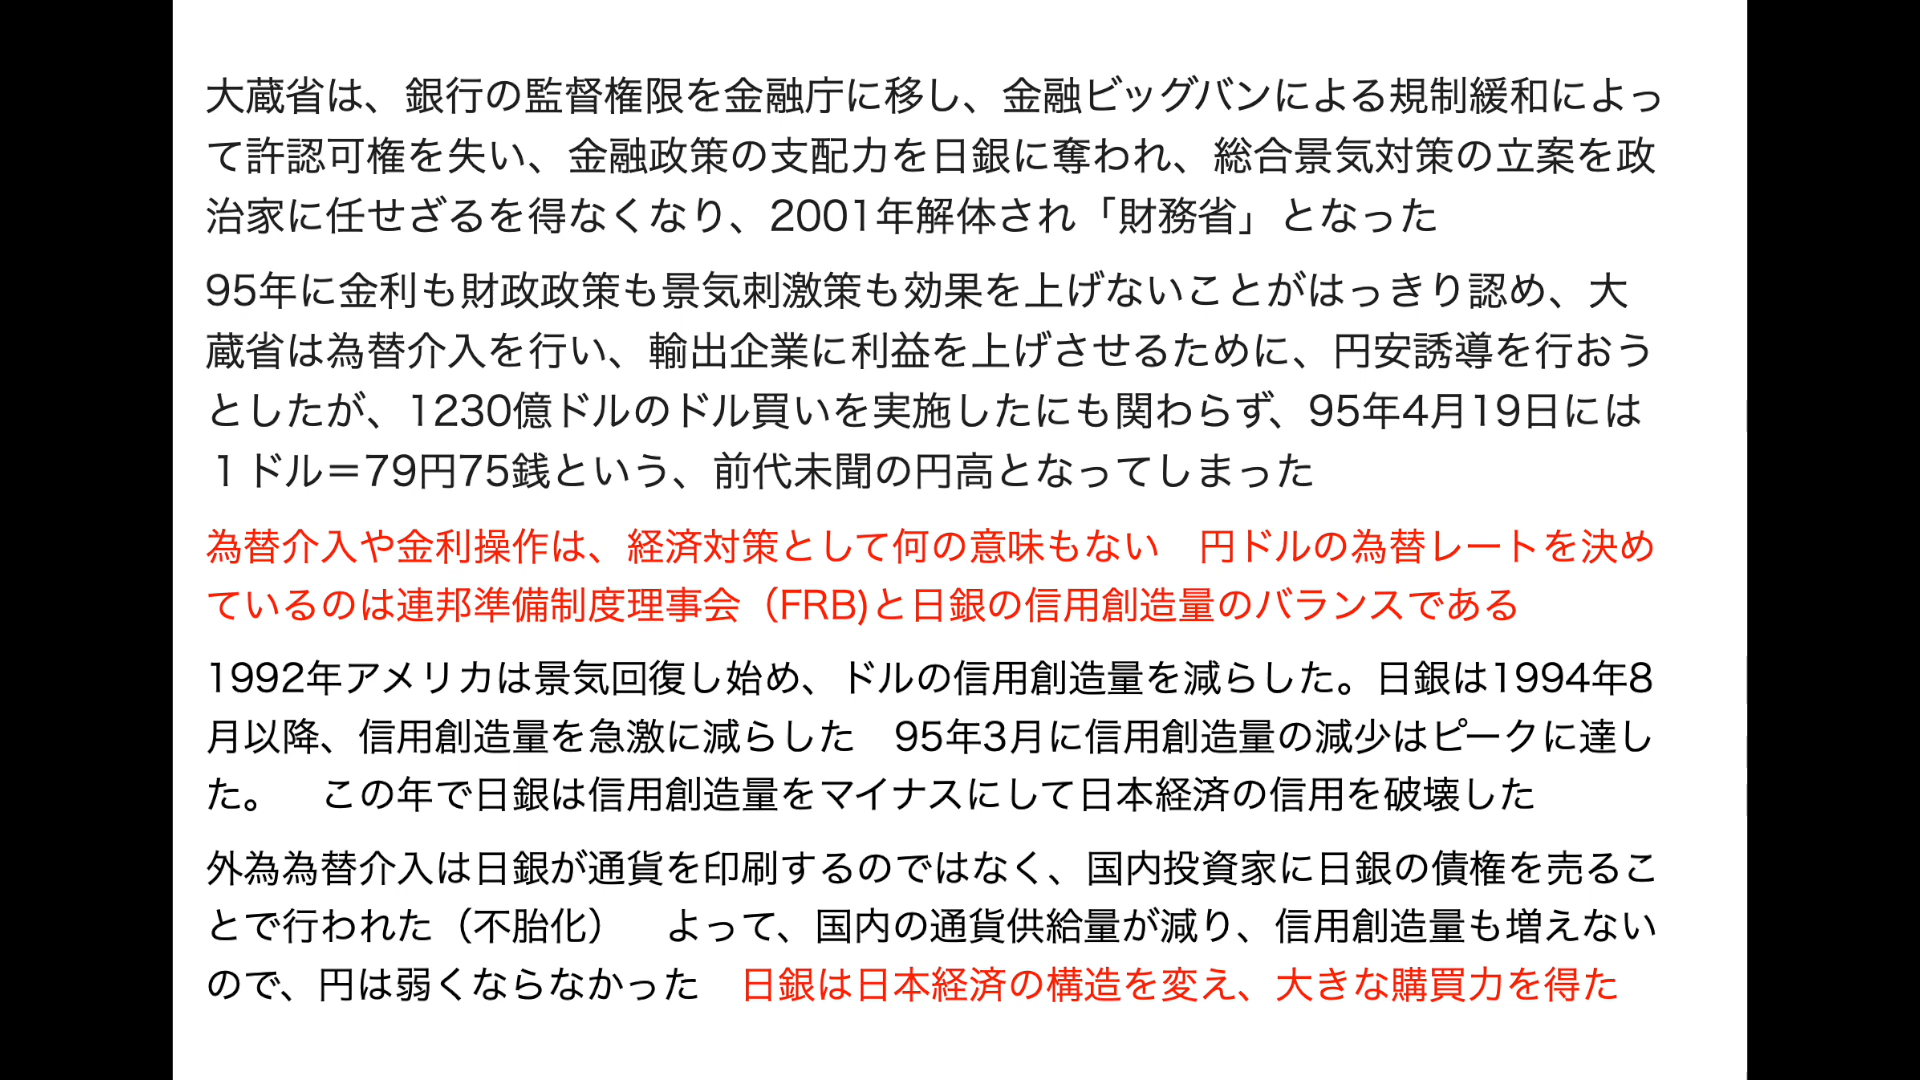 大蔵省は、銀行の監督権限を金融庁に移し、金融ビッグバンによる規制緩和によっ
て許認可権を失い、金融政策の支配力を日銀に奪われ、総合景気対策の立案を政
治家に任せざるを得なくなり、2001年解体され「財務省」となった
95年に金利も財政政策も景気刺激策も効果を上げないことがはっきり認め、大
蔵省は為替介入を行い、輸出企業に利益を上げさせるために、円安誘導を行おう
としたが、1230億ドルのドル買いを実施したにも関わらず、95年4月19日には
１ドル＝79円75銭という、前代未聞の円高となってしまった
為替介入や金利操作は、経済対策として何の意味もない　円ドルの為替レートを決め
ているのは連邦準備制度理事会（FRB)と日銀の信用創造量のバランスである
1992年アメリカは景気回復し始め、ドルの信用創造量を減らした。日銀は1994年8
月以降、信用創造量を急激に減らした　95年3月に信用創造量の減少はピークに達し
た。　この年で日銀は信用創造量をマイナスにして日本経済の信用を破壊した
外為為替介入は日銀が通貨を印刷するのではなく、国内投資家に日銀の債権を売るこ
とで行われた（不胎化）　よって、国内の通貨供給量が減り、信用創造量も増えない
ので、円は弱くならなかった　日銀は日本経済の構造を変え、大きな購買力を得た